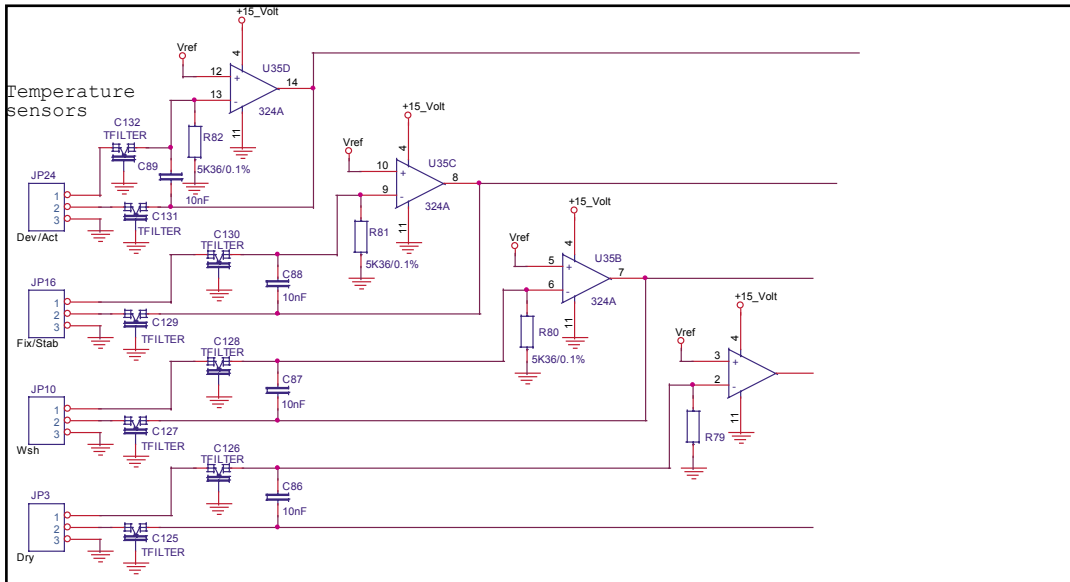 +15_Volt
Vref
4
12
+
U35D
14
13
-
324A
11
Temperature
sensors
C132
TFILTER
R82
5K36/0.1%
C89
10nF
JP24
1
2
3
C131
TFILTER
Dev/Act
+15_Volt
Vref
4
10
+
U35C
8
9
-
324A
11
R81
5K36/0.1%
C130
TFILTER
C88
10nF
JP16
1
2
3
C129
TFILTER
Fix/Stab
+15_Volt
Vref
4
5
+
U35B
7
6
-
324A
11
R80
5K36/0.1%
C128
TFILTER
C87
10nF
JP10
1
2
3
C127
TFILTER
Wsh
+15_Volt
Vref
4
3
+
2
-
11
R79
C126
TFILTER
C86
10nF
JP3
1
2
3
C125
TFILTER
Dry